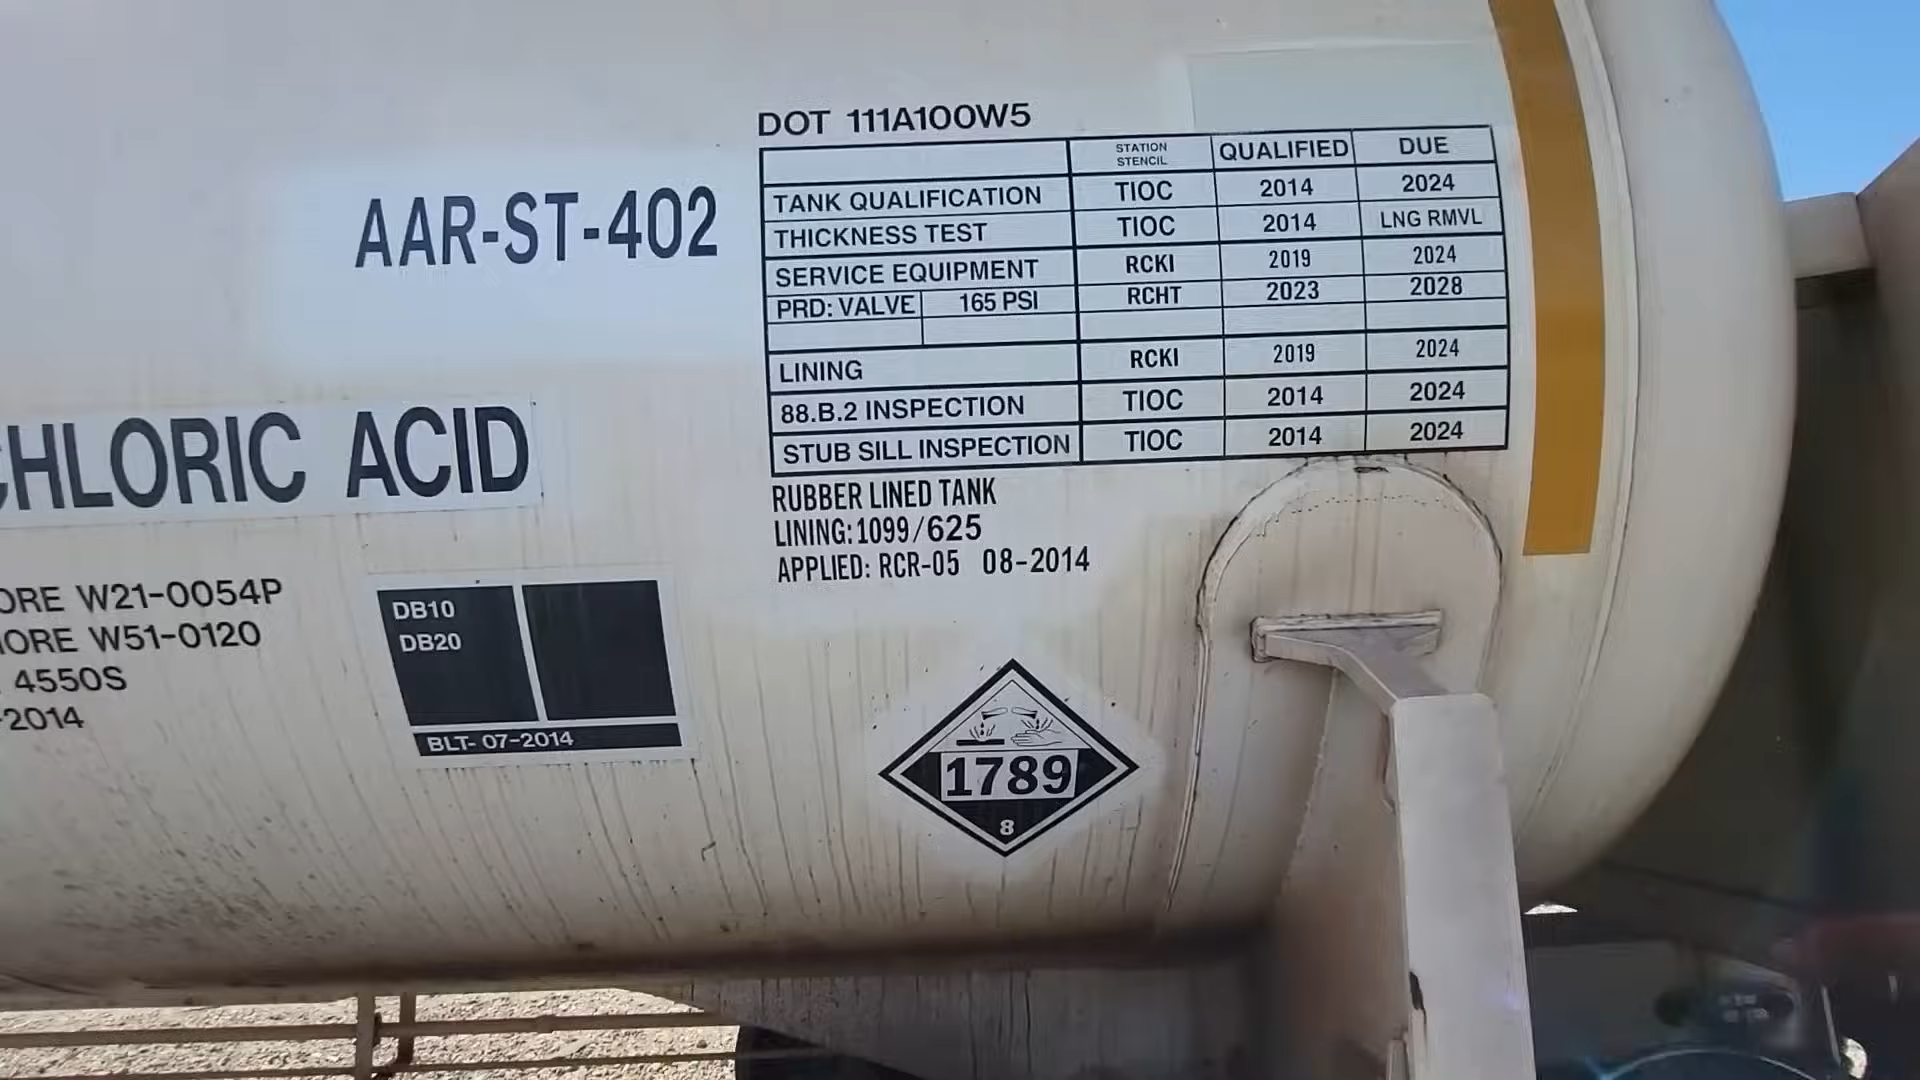 DOT 111A100W5
STATION STENCIL QUALIFIED DUE
TANK QUALIFICATION TIOC 2014 2024
THICKNESS TEST TIOC 2014 LNG RMVL
SERVICE EQUIPMENT RCKI 2019 2024
PRD: VALVE 165 PSI RCHT 2023 2028
LINING RCKI 2019 2024
88.B.2 INSPECTION TIOC 2014 2024
STUB SILL INSPECTION TIOC 2014 2024
RUBBER LINED TANK
LINING: 1099/625
APPLIED: RCR-05 08-2014
AAR-ST-402
CHLORIC ACID
ORE W21-0054P
ORE W51-0120
4550S
-2014
DB10
DB20
BLT- 07-2014
1789
8